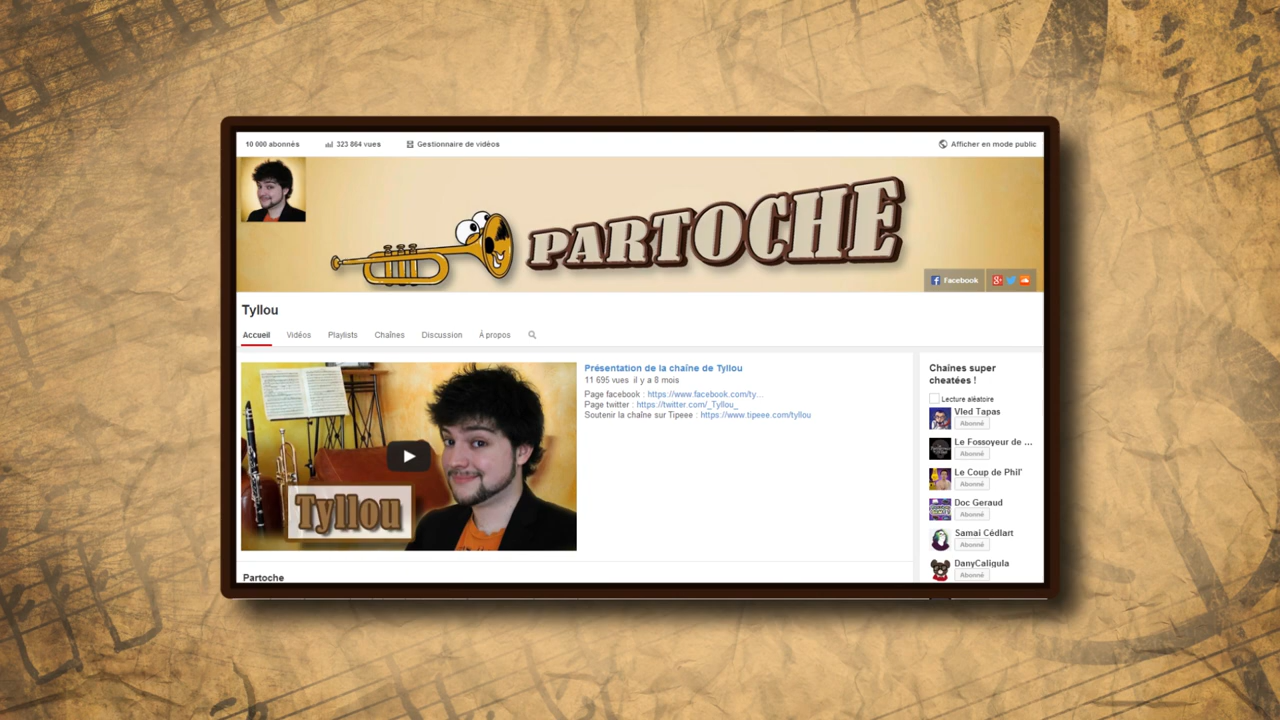 10 000 abonnés 323 864 vues Gestionnaire de vidéos Afficher en mode public
PARTOCHE
Facebook
Tyllou
Accueil Vidéos Playlists Chaînes Discussion À propos
Présentation de la chaîne de Tyllou
11 695 vues il y a 8 mois
Page facebook : https://www.facebook.com/ty...
Page twitter : https://twitter.com/_Tyllou_
Soutenir la chaîne sur Tipeee : https://www.tipeee.com/tyllou
Tyllou
Partoche
Chaînes super
cheatées !
Lecture aléatoire
Vled Tapas
Abonné
Le Fossoyeur de ...
Abonné
Le Coup de Phil'
Abonné
Doc Geraud
Abonné
Samai Cédlart
Abonné
DanyCaligula
Abonné